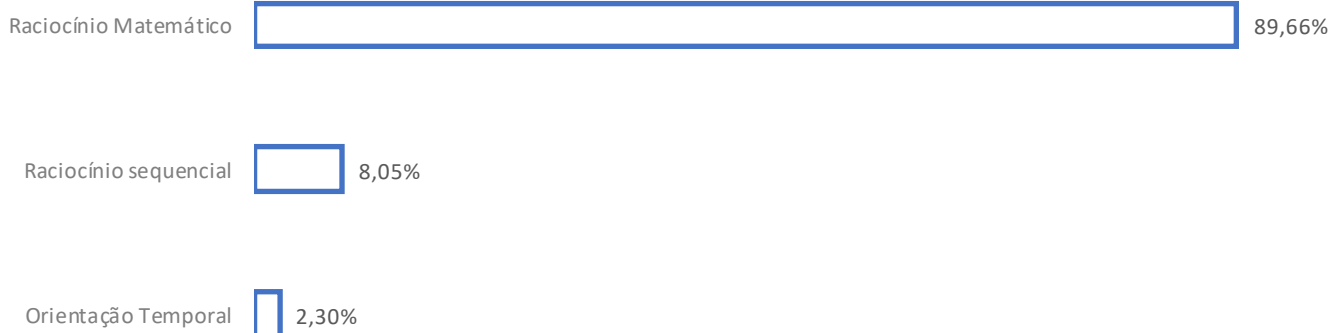 Raciocínio Matemático 89,66%
Raciocínio sequencial 8,05%
Orientação Temporal 2,30%